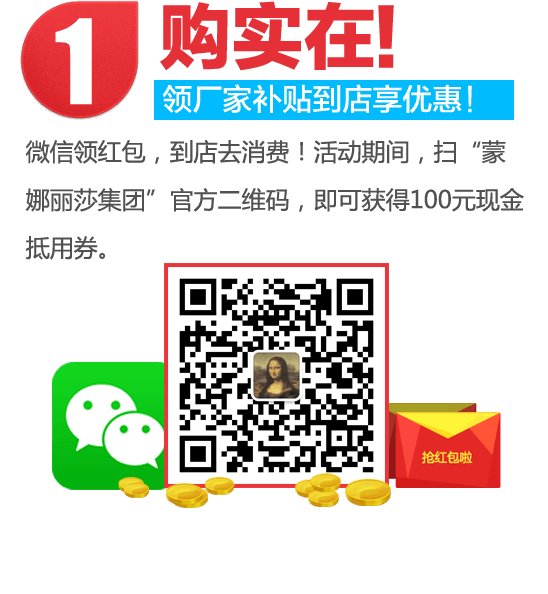 1
购实在!
领厂家补贴到店享优惠!
微信领红包，到店去消费！活动期间，扫“蒙
娜丽莎集团”官方二维码，即可获得100元现金
抵用券。
抢红包啦